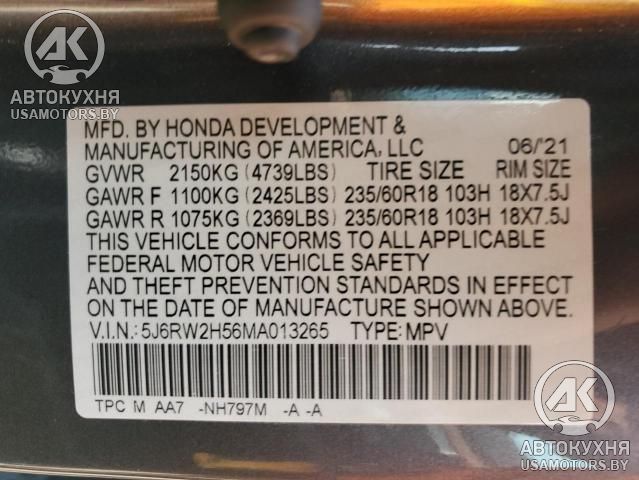 AK
АВТОКУХНЯ
USAMOTORS.BY
MFD. BY HONDA DEVELOPMENT &
MANUFACTURING OF AMERICA, LLC 06/'21
GVWR 2150KG (4739LBS) TIRE SIZE RIM SIZE
GAWR F 1100KG (2425LBS) 235/60R18 103H 18X7.5J
GAWR R 1075KG (2369LBS) 235/60R18 103H 18X7.5J
THIS VEHICLE CONFORMS TO ALL APPLICABLE
FEDERAL MOTOR VEHICLE SAFETY
AND THEFT PREVENTION STANDARDS IN EFFECT
ON THE DATE OF MANUFACTURE SHOWN ABOVE.
V.I.N.: 5J6RW2H56MA013265 TYPE: MPV
TPC M AA7 -NH797M -A -A
AK
АВТОКУХНЯ
USAMOTORS.BY